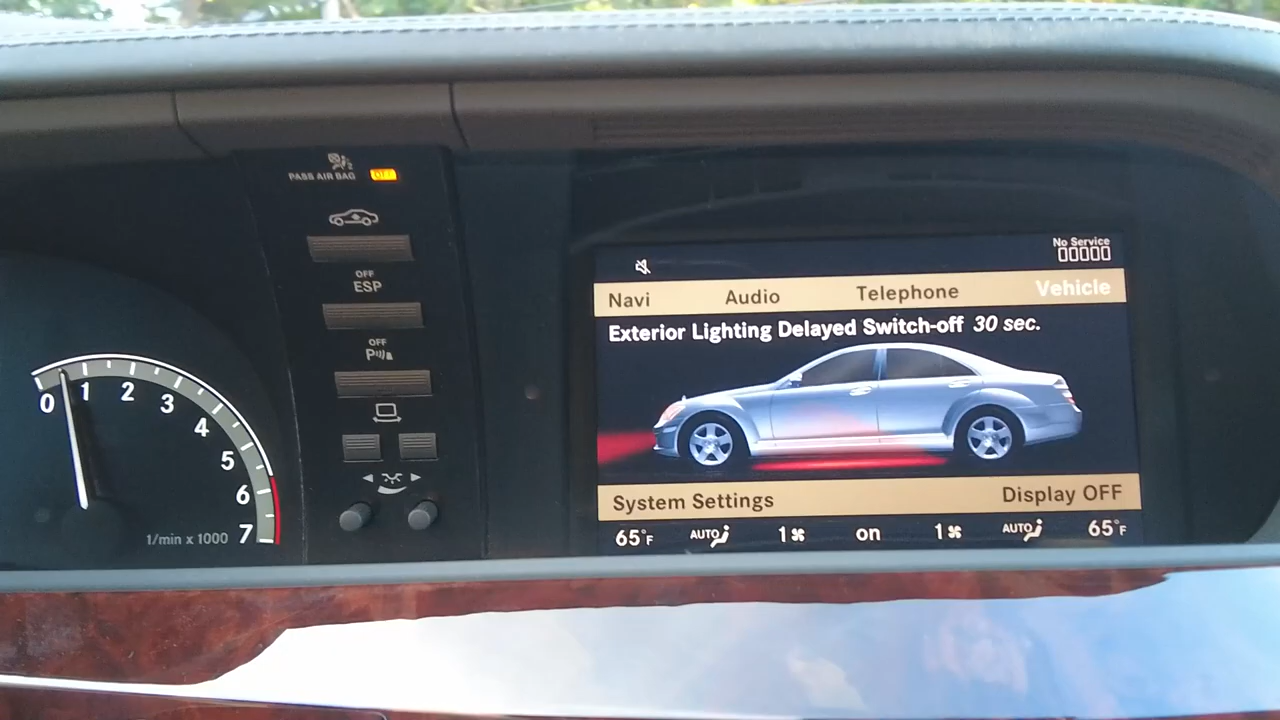 PASS AIR BAG OFF
OFF
ESP
OFF
P
0 1 2 3 4 5 6 7
1/min x 1000
No Service
00000
Navi Audio Telephone Vehicle
Exterior Lighting Delayed Switch-off 30 sec.
System Settings Display OFF
65°F AUTO 1 on 1 AUTO 65°F